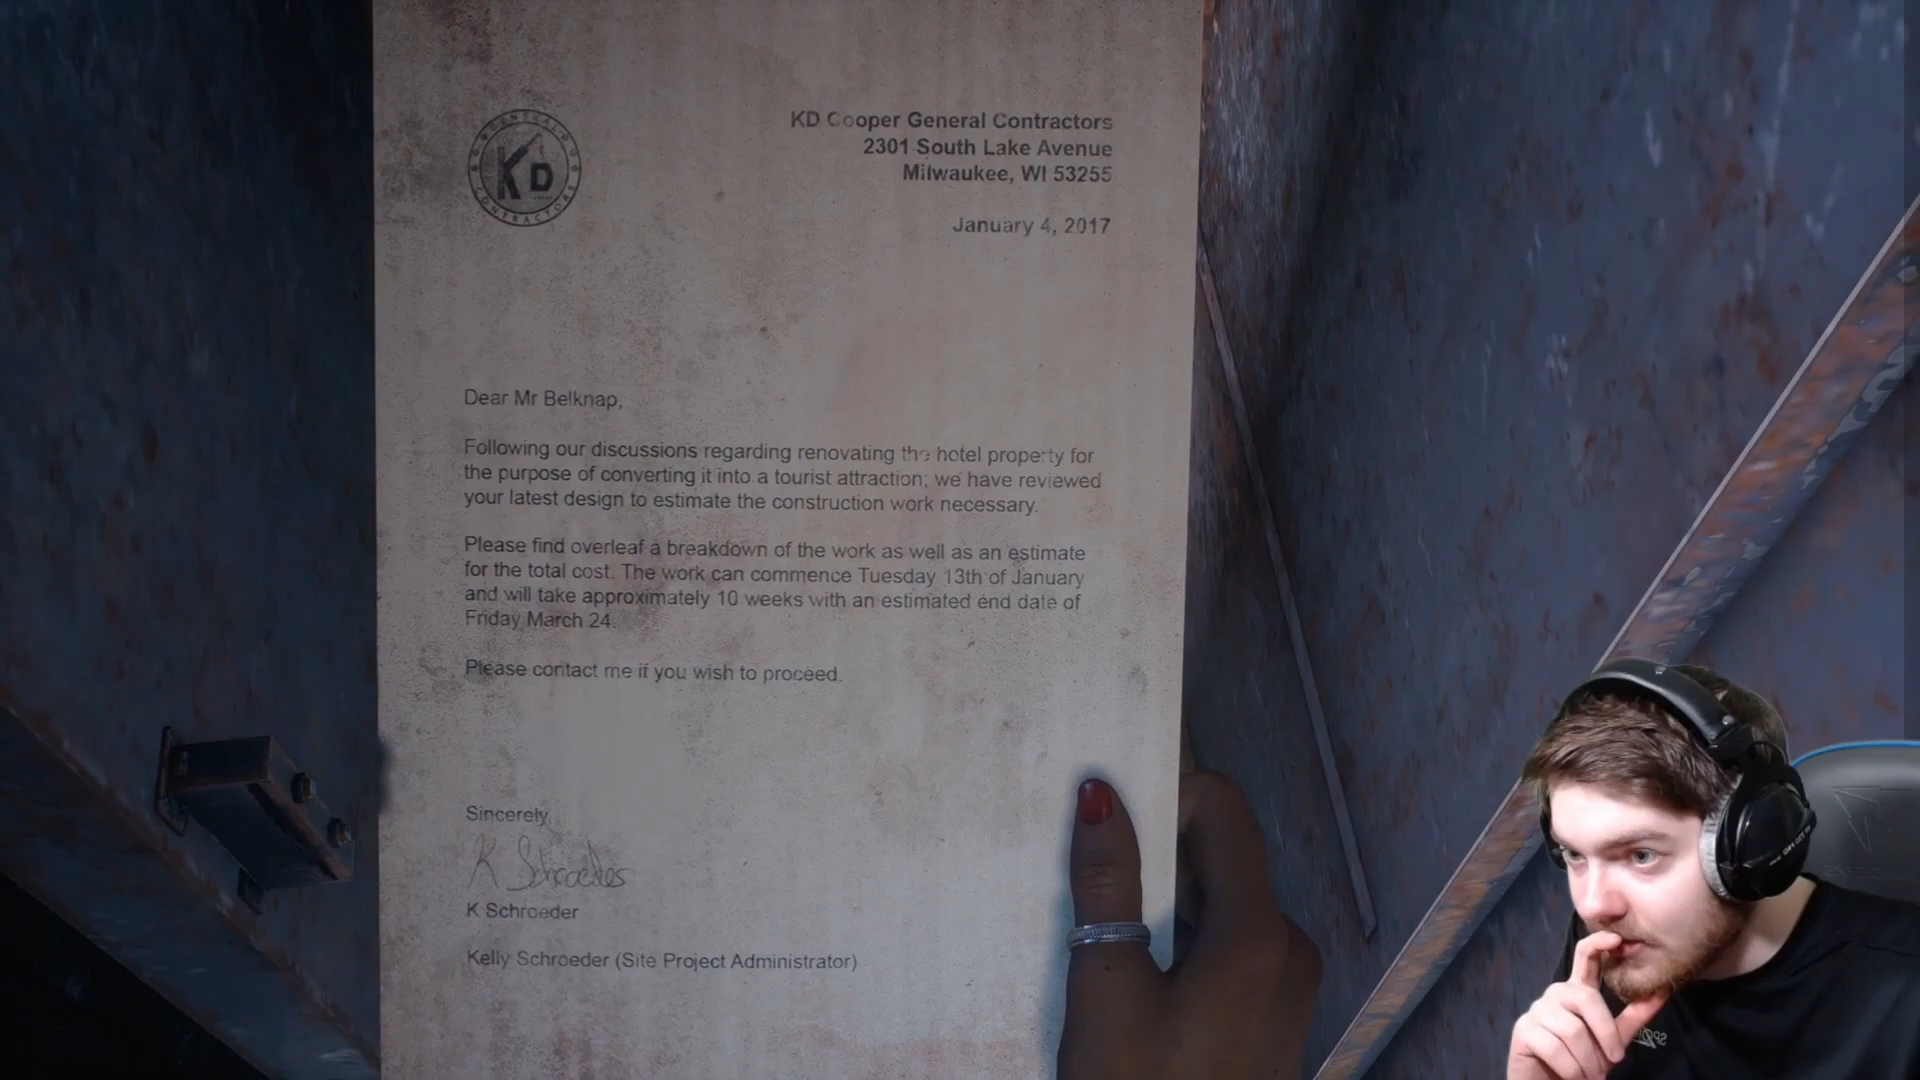 GENERAL
KD
CONTRACTORS
KD Cooper General Contractors
2301 South Lake Avenue
Milwaukee, WI 53255
January 4, 2017
Dear Mr Belknap,
Following our discussions regarding renovating the hotel property for
the purpose of converting it into a tourist attraction; we have reviewed
your latest design to estimate the construction work necessary.
Please find overleaf a breakdown of the work as well as an estimate
for the total cost. The work can commence Tuesday 13th of January
and will take approximately 10 weeks with an estimated end date of
Friday March 24.
Please contact me if you wish to proceed.
Sincerely,
K Schroeder
K Schroeder
Kelly Schroeder (Site Project Administrator)